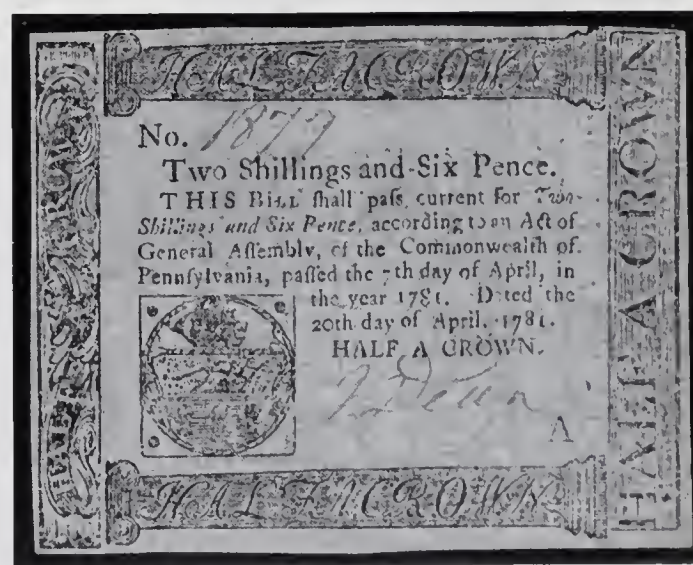 HALF A CROWN
HALF A CROWN
No. 1877
Two Shillings and Six Pence.
THIS BILL ſhall paſs current for Two
Shillings and Six Pence, according to an Act of
General Aſſembly, of the Commonwealth of
Pennſylvania, paſſed the 7th day of April, in
the year 1781. Dated the
20th day of April, 1781.
HALF A CROWN.
A
HALF A CROWN
HALF A CROWN